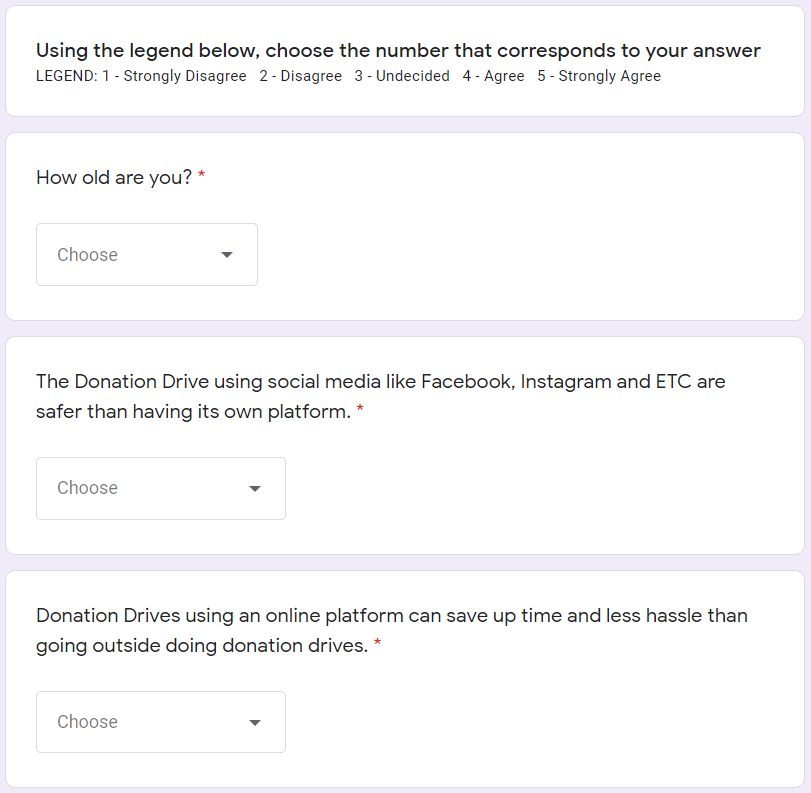 Using the legend below, choose the number that corresponds to your answer
LEGEND: 1 - Strongly Disagree 2 - Disagree 3 - Undecided 4 - Agree 5 - Strongly Agree
How old are you? *
Choose
The Donation Drive using social media like Facebook, Instagram and ETC are
safer than having its own platform. *
Choose
Donation Drives using an online platform can save up time and less hassle than
going outside doing donation drives. *
Choose